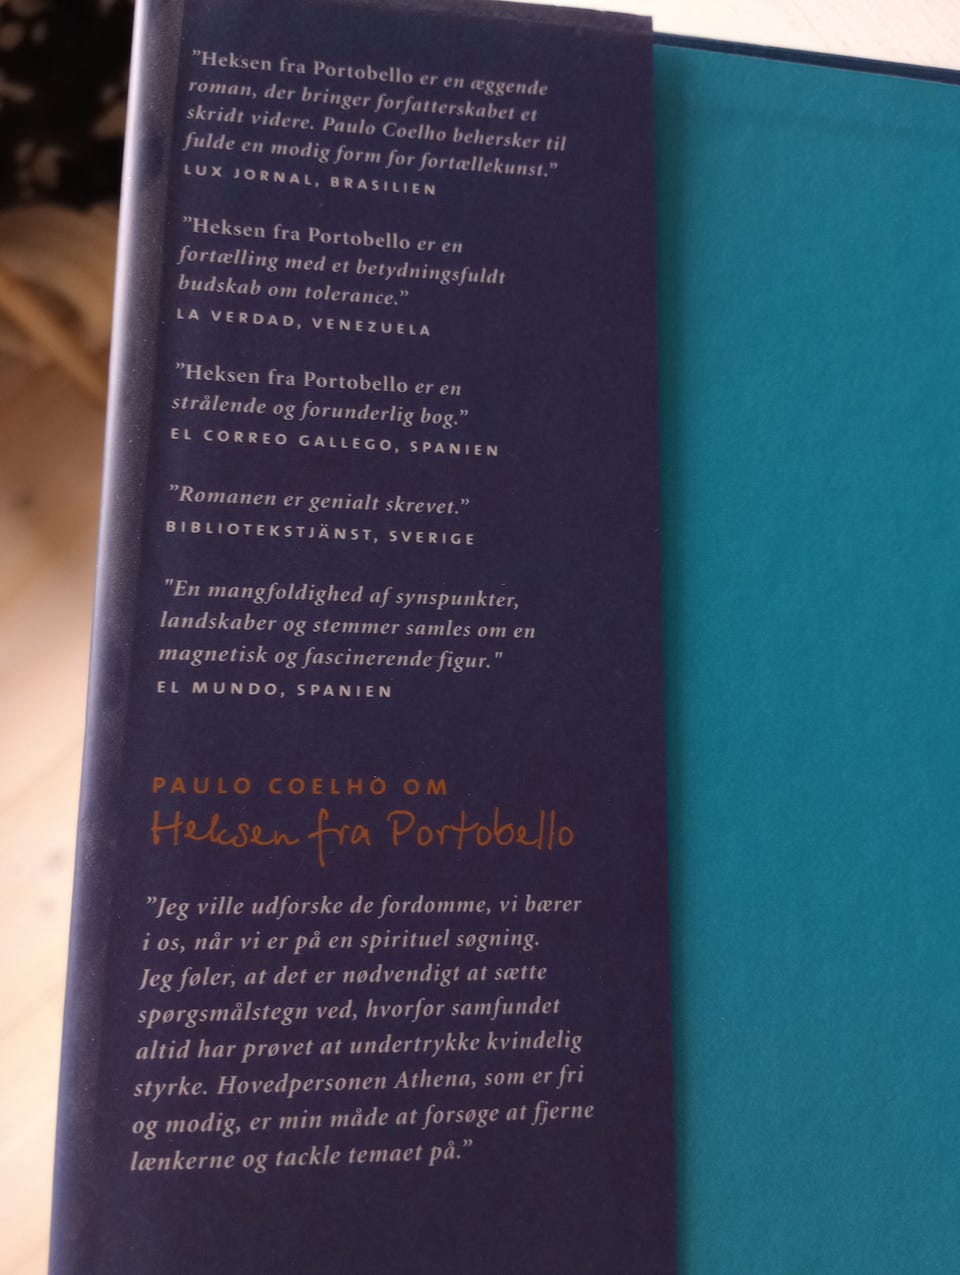 ”Heksen fra Portobello er en æggende
roman, der bringer forfatterskabet et
skridt videre. Paulo Coelho behersker til
fulde en modig form for fortællekunst.”
LUX JORNAL, BRASILIEN
”Heksen fra Portobello er en
fortælling med et betydningsfuldt
budskab om tolerance.”
LA VERDAD, VENEZUELA
”Heksen fra Portobello er en
strålende og forunderlig bog.”
EL CORREO GALLEGO, SPANIEN
”Romanen er genialt skrevet.”
BIBLIOTEKSTJÄNST, SVERIGE
"En mangfoldighed af synspunkter,
landskaber og stemmer samles om en
magnetisk og fascinerende figur."
EL MUNDO, SPANIEN
PAULO COELHO OM
Heksen fra Portobello
”Jeg ville udforske de fordomme, vi bærer
i os, når vi er på en spirituel søgning.
Jeg føler, at det er nødvendigt at sætte
spørgsmålstegn ved, hvorfor samfundet
altid har prøvet at undertrykke kvindelig
styrke. Hovedpersonen Athena, som er fri
og modig, er min måde at forsøge at fjerne
lænkerne og tackle temaet på.”